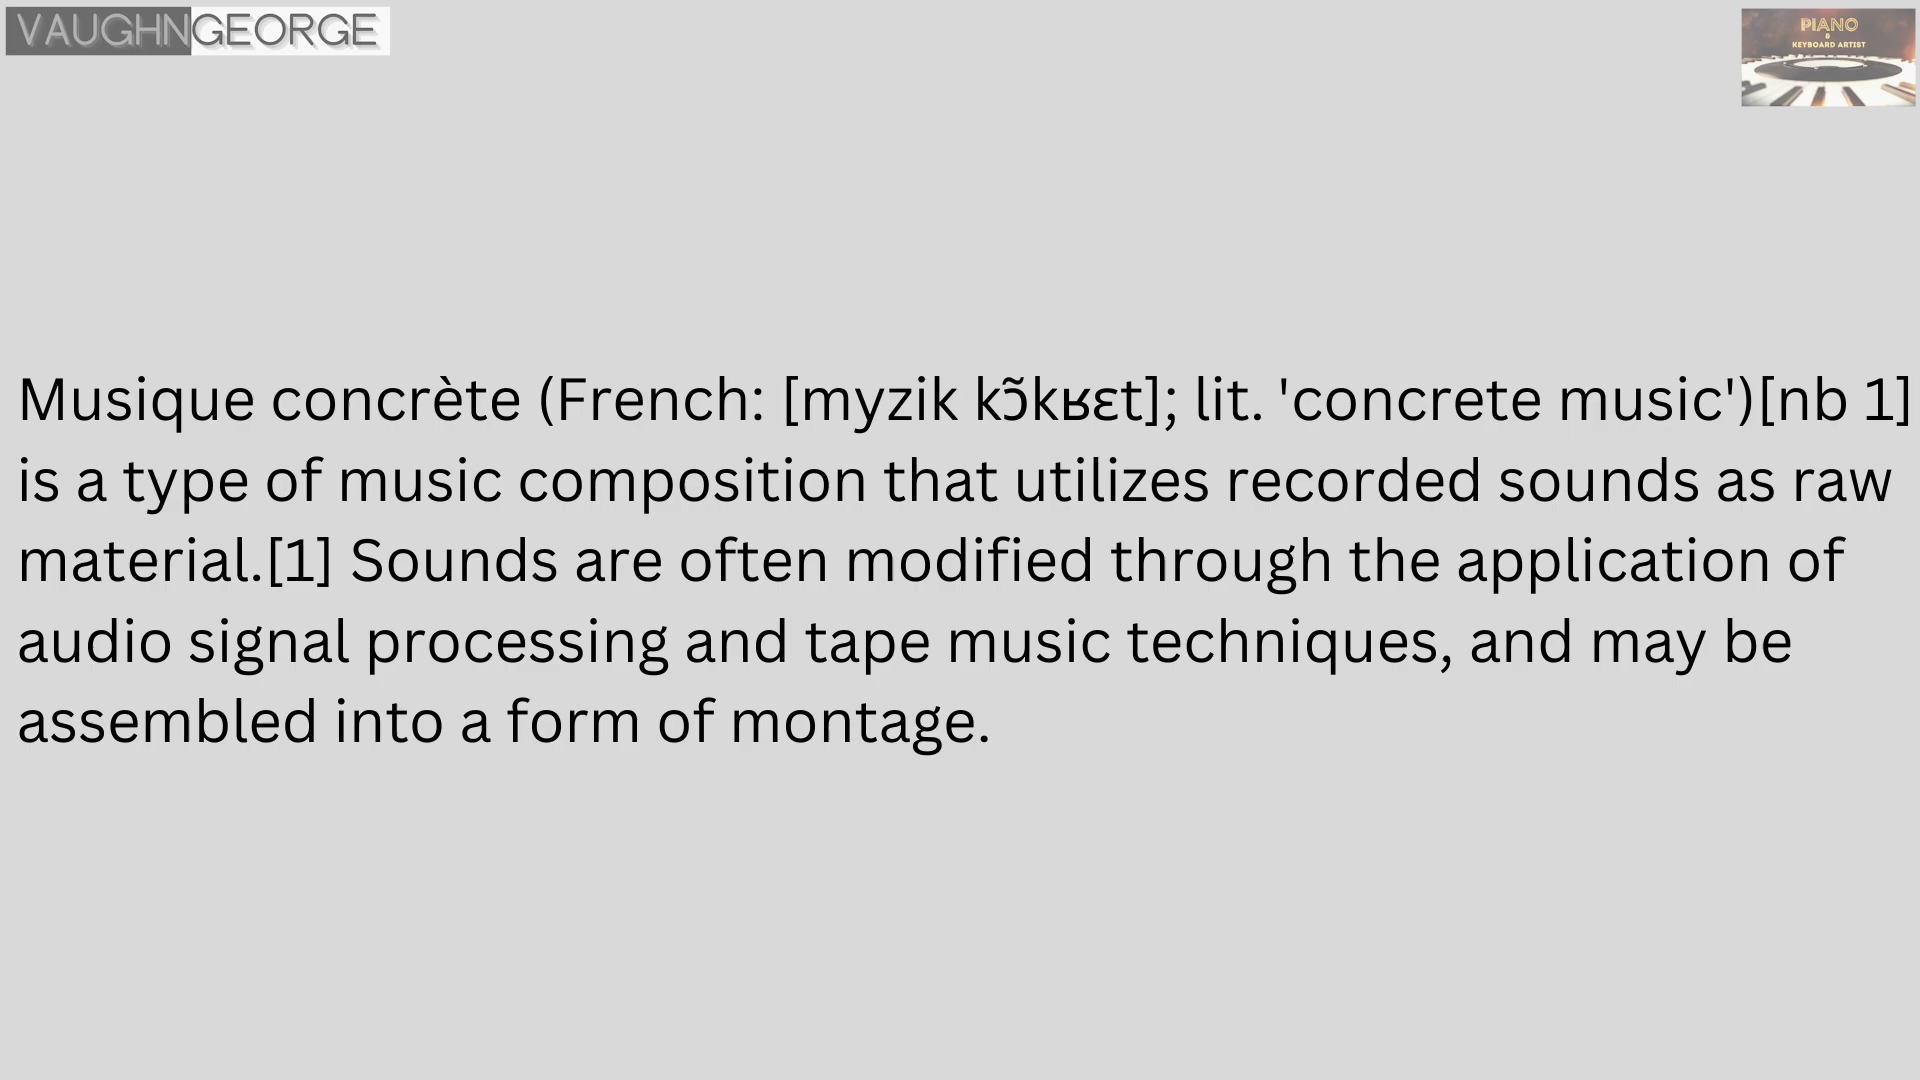 VAUGHNGEORGE
PIANO
&
KEYBOARD ARTIST
Musique concrète (French: [myzik kɔ̃kʁɛt]; lit. 'concrete music')[nb 1]
is a type of music composition that utilizes recorded sounds as raw
material.[1] Sounds are often modified through the application of
audio signal processing and tape music techniques, and may be
assembled into a form of montage.